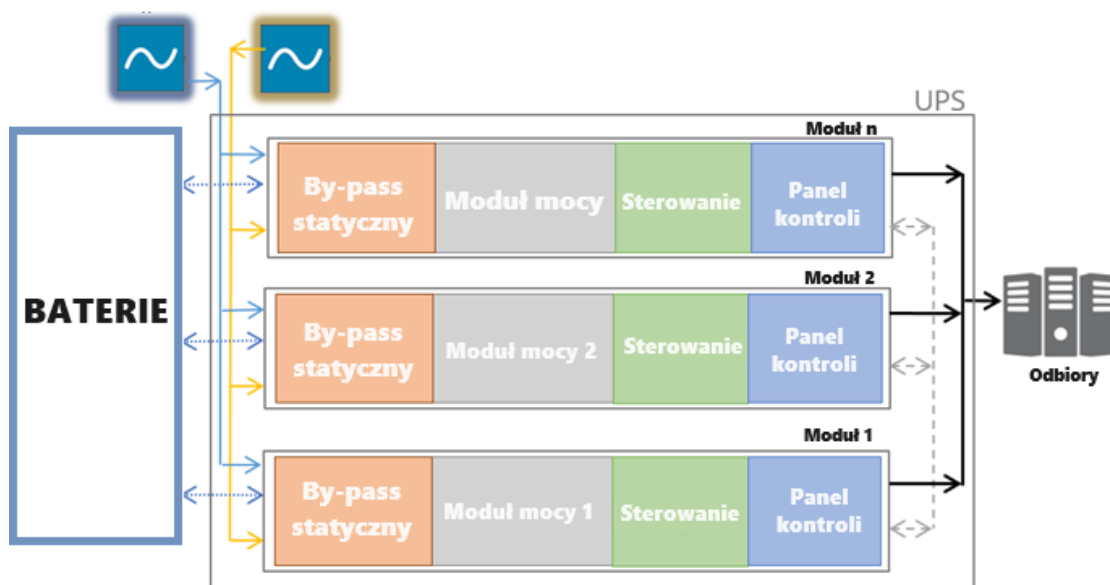 UPS
Moduł n
By-pass
statyczny
Moduł mocy
Sterowanie
Panel
kontroli
BATERIE
Moduł 2
By-pass
statyczny
Moduł mocy 2
Sterowanie
Panel
kontroli
Odbiory
Moduł 1
By-pass
statyczny
Moduł mocy 1
Sterowanie
Panel
kontroli